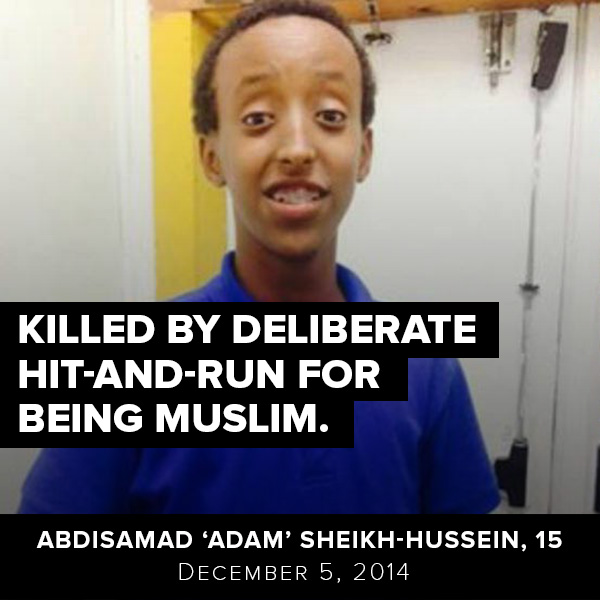 KILLED BY DELIBERATE
HIT-AND-RUN FOR
BEING MUSLIM.
ABDISAMAD ‘ADAM’ SHEIKH-HUSSEIN, 15
DECEMBER 5, 2014